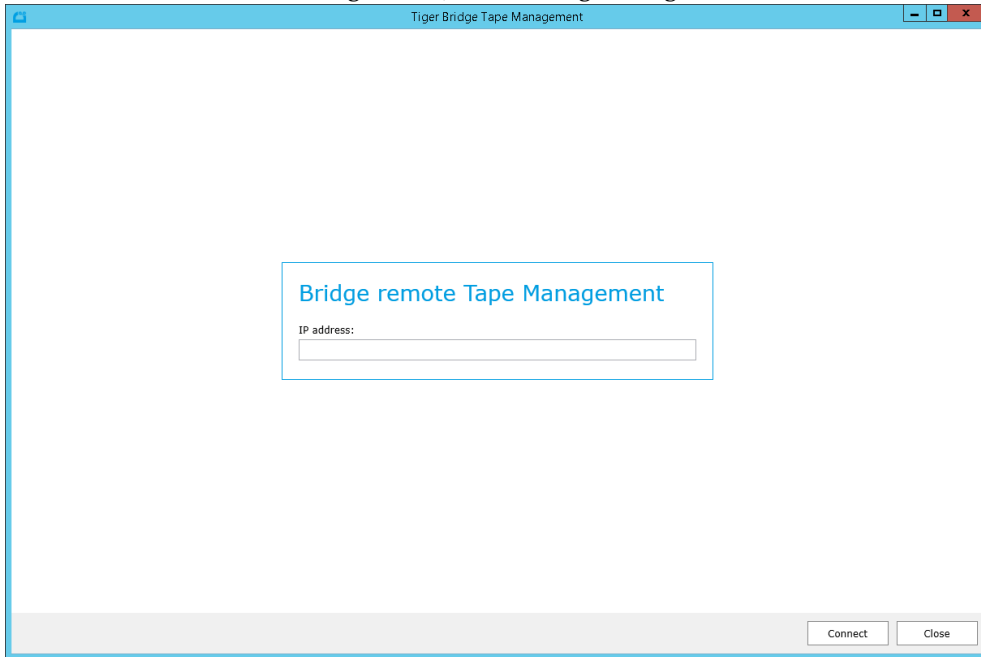 Tiger Bridge Tape Management
Bridge remote Tape Management
IP address:
Connect Close